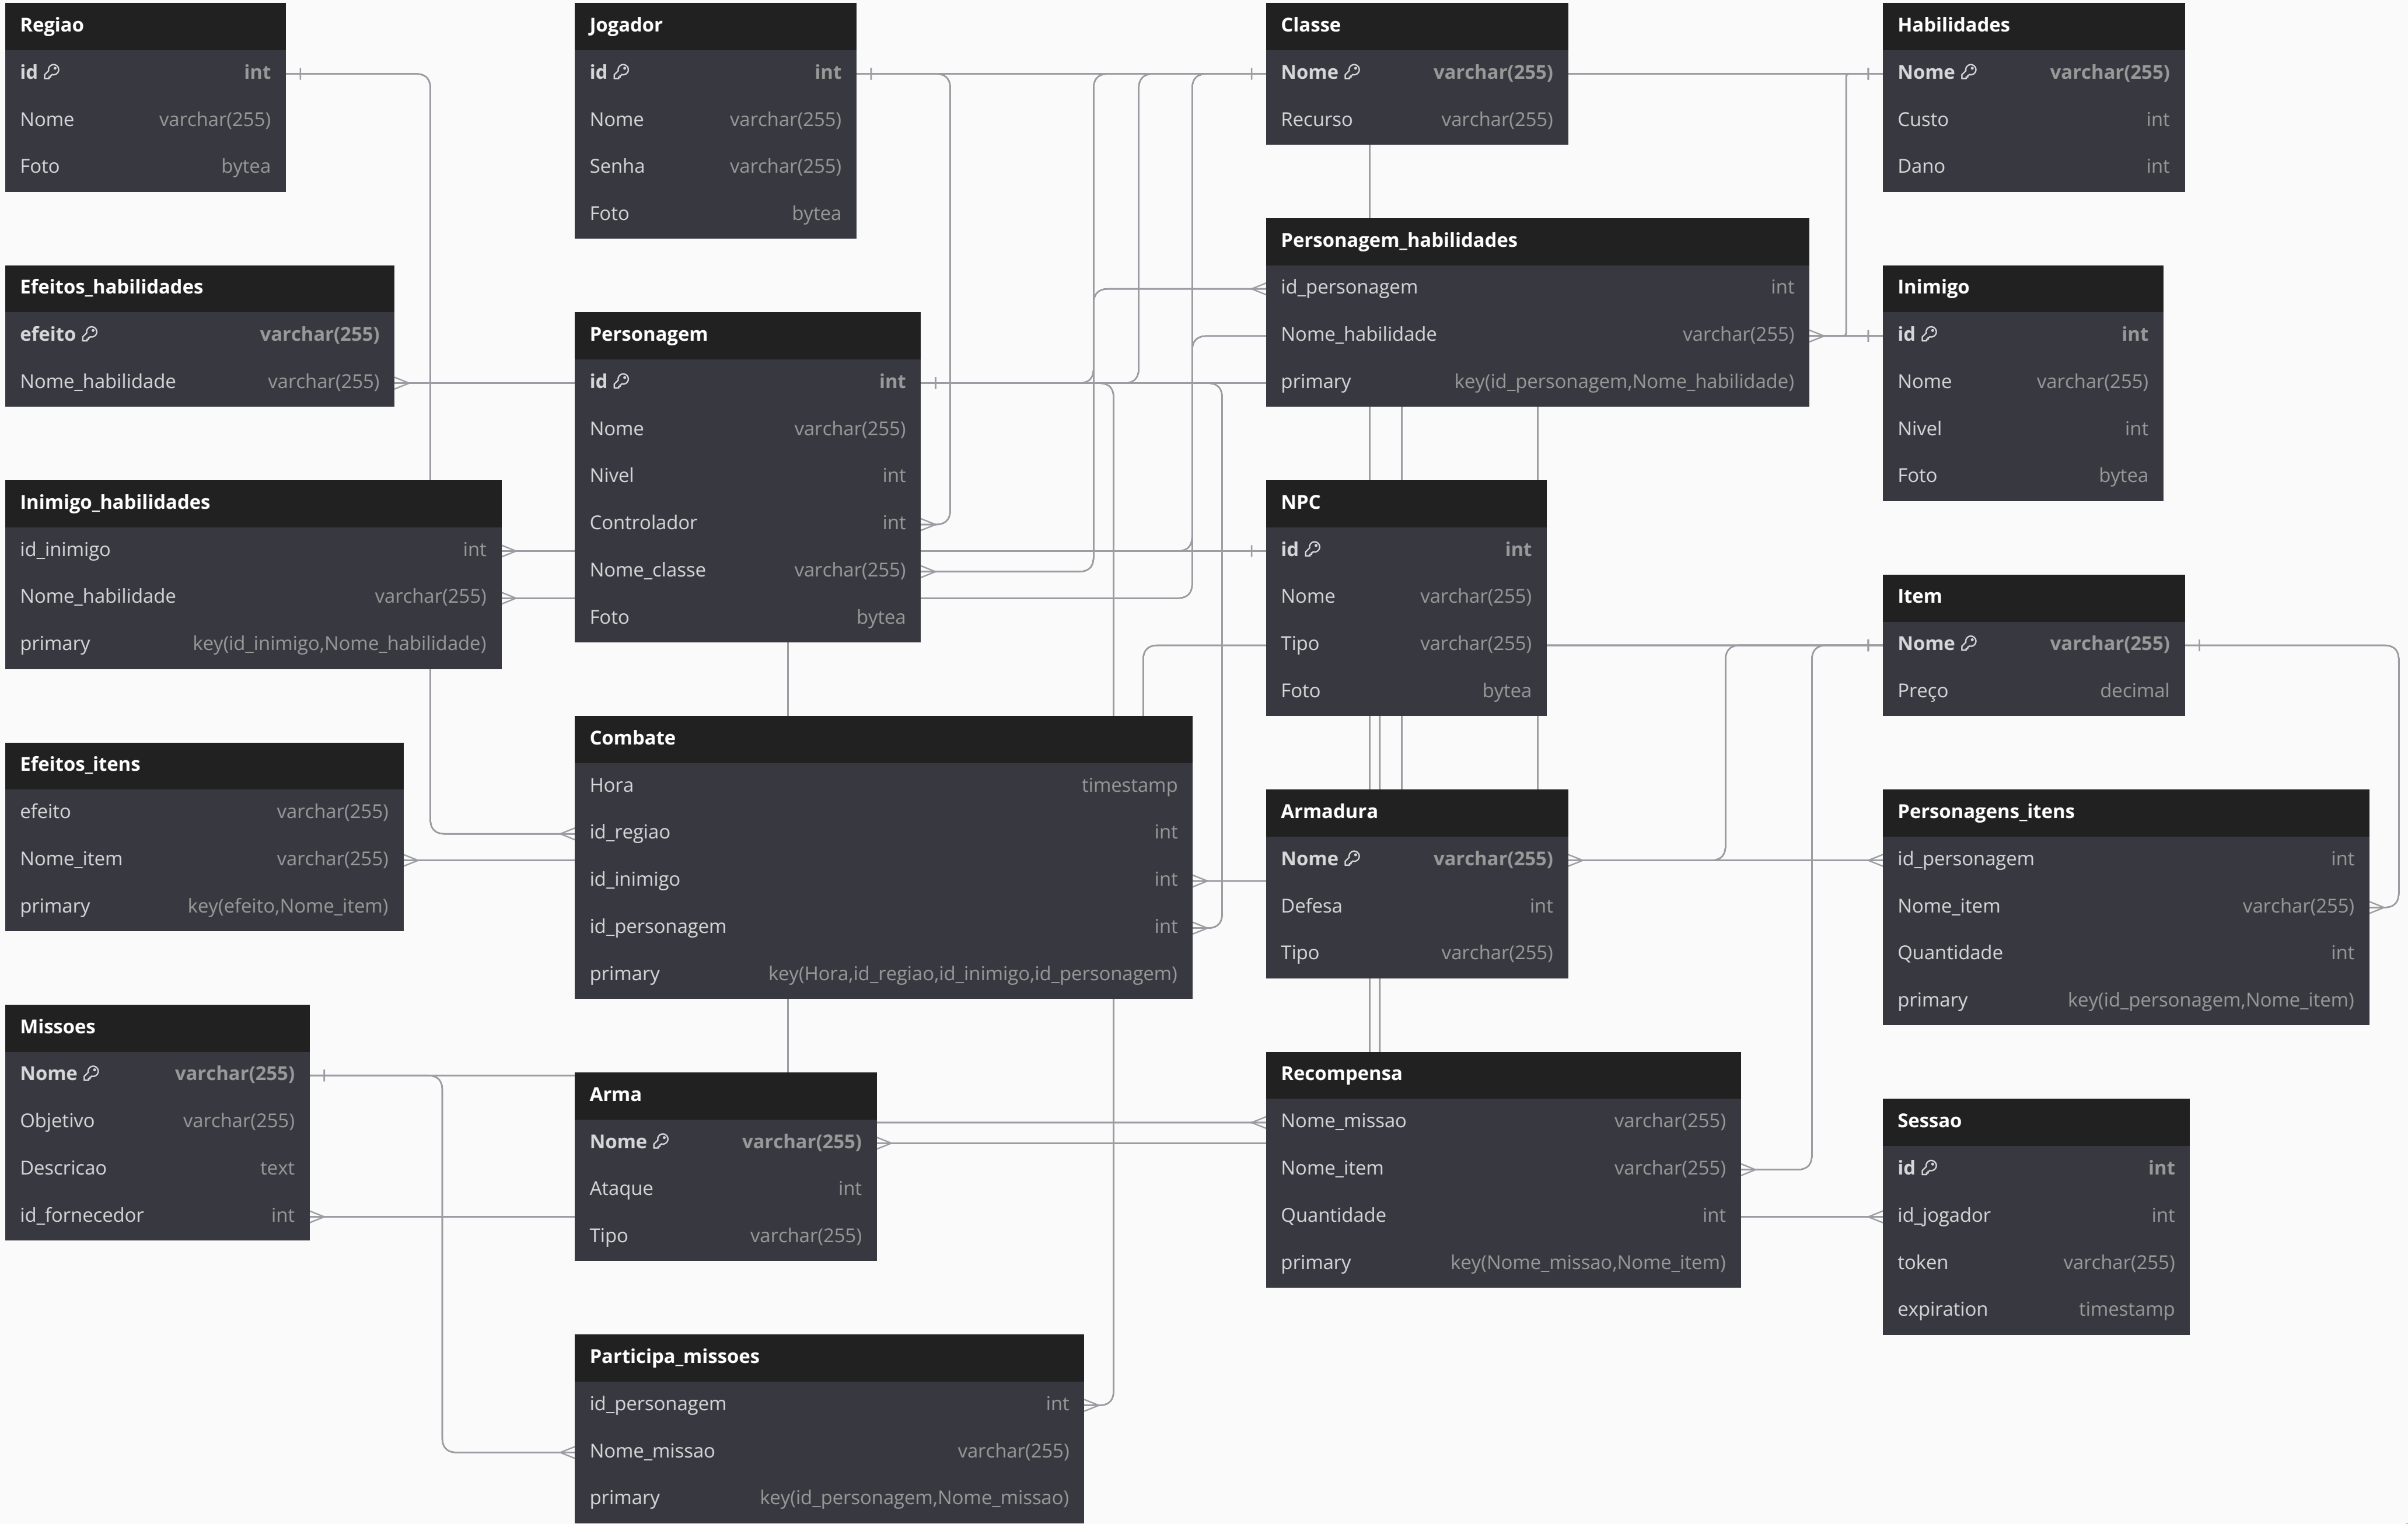 Regiao
id int
Nome varchar(255)
Foto bytea
Efeitos_habilidades
efeito varchar(255)
Nome_habilidade varchar(255)
Inimigo_habilidades
id_inimigo int
Nome_habilidade varchar(255)
primary key(id_inimigo,Nome_habilidade)
Efeitos_itens
efeito varchar(255)
Nome_item varchar(255)
primary key(efeito,Nome_item)
Missoes
Nome varchar(255)
Objetivo varchar(255)
Descricao text
id_fornecedor int
Jogador
id int
Nome varchar(255)
Senha varchar(255)
Foto bytea
Personagem
id int
Nome varchar(255)
Nivel int
Controlador int
Nome_classe varchar(255)
Foto bytea
Combate
Hora timestamp
id_regiao int
id_inimigo int
id_personagem int
primary key(Hora,id_regiao,id_inimigo,id_personagem)
Arma
Nome varchar(255)
Ataque int
Tipo varchar(255)
Participa_missoes
id_personagem int
Nome_missao varchar(255)
primary key(id_personagem,Nome_missao)
Classe
Nome varchar(255)
Recurso varchar(255)
Personagem_habilidades
id_personagem int
Nome_habilidade varchar(255)
primary key(id_personagem,Nome_habilidade)
NPC
id int
Nome varchar(255)
Tipo varchar(255)
Foto bytea
Armadura
Nome varchar(255)
Defesa int
Tipo varchar(255)
Recompensa
Nome_missao varchar(255)
Nome_item varchar(255)
Quantidade int
primary key(Nome_missao,Nome_item)
Habilidades
Nome varchar(255)
Custo int
Dano int
Inimigo
id int
Nome varchar(255)
Nivel int
Foto bytea
Item
Nome varchar(255)
Preço decimal
Personagens_itens
id_personagem int
Nome_item varchar(255)
Quantidade int
primary key(id_personagem,Nome_item)
Sessao
id int
id_jogador int
token varchar(255)
expiration timestamp